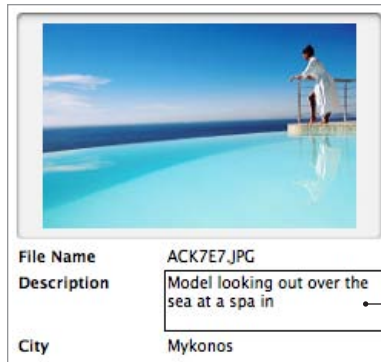 File Name ACK7E7.JPG
Description Model looking out over the
sea at a spa in
City Mykonos